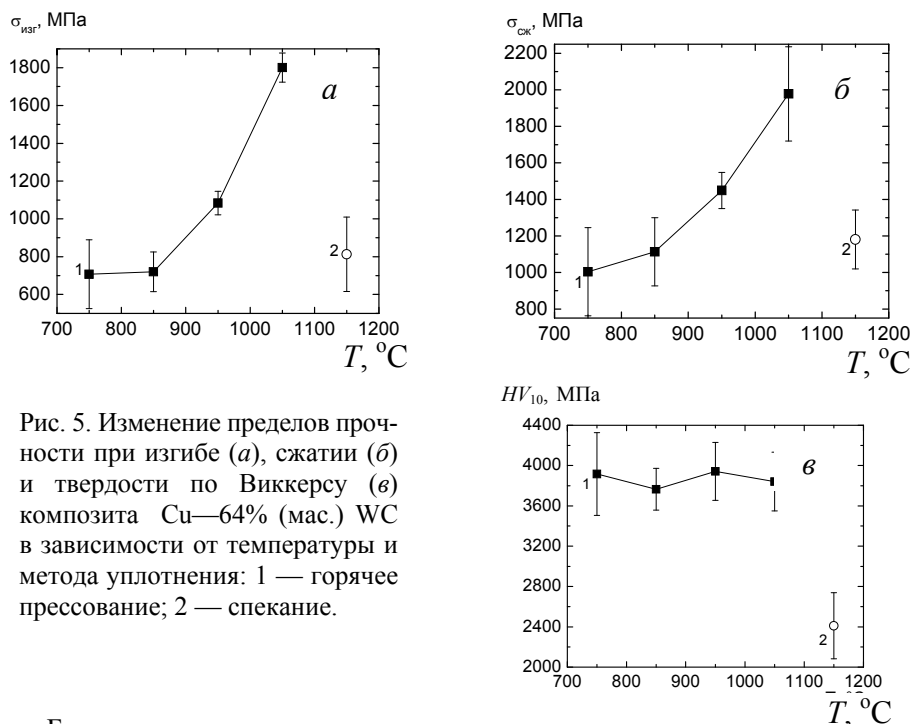 σизг, МПа
1800
1600
1400
1200
1000
800
600
а
1
2
700 800 900 1000 1100 1200
T, °C
σсж, МПа
2200
2000
1800
1600
1400
1200
1000
800
б
1
2
700 800 900 1000 1100 1200
T, °C
Рис. 5. Изменение пределов проч-
ности при изгибе (а), сжатии (б)
и твердости по Виккерсу (в)
композита Cu—64% (мас.) WC
в зависимости от температуры и
метода уплотнения: 1 — горячее
прессование; 2 — спекание.
HV10, МПа
4400
4000
3600
3200
2800
2400
2000
в
1
2
700 800 900 1000 1100 1200
T, °C